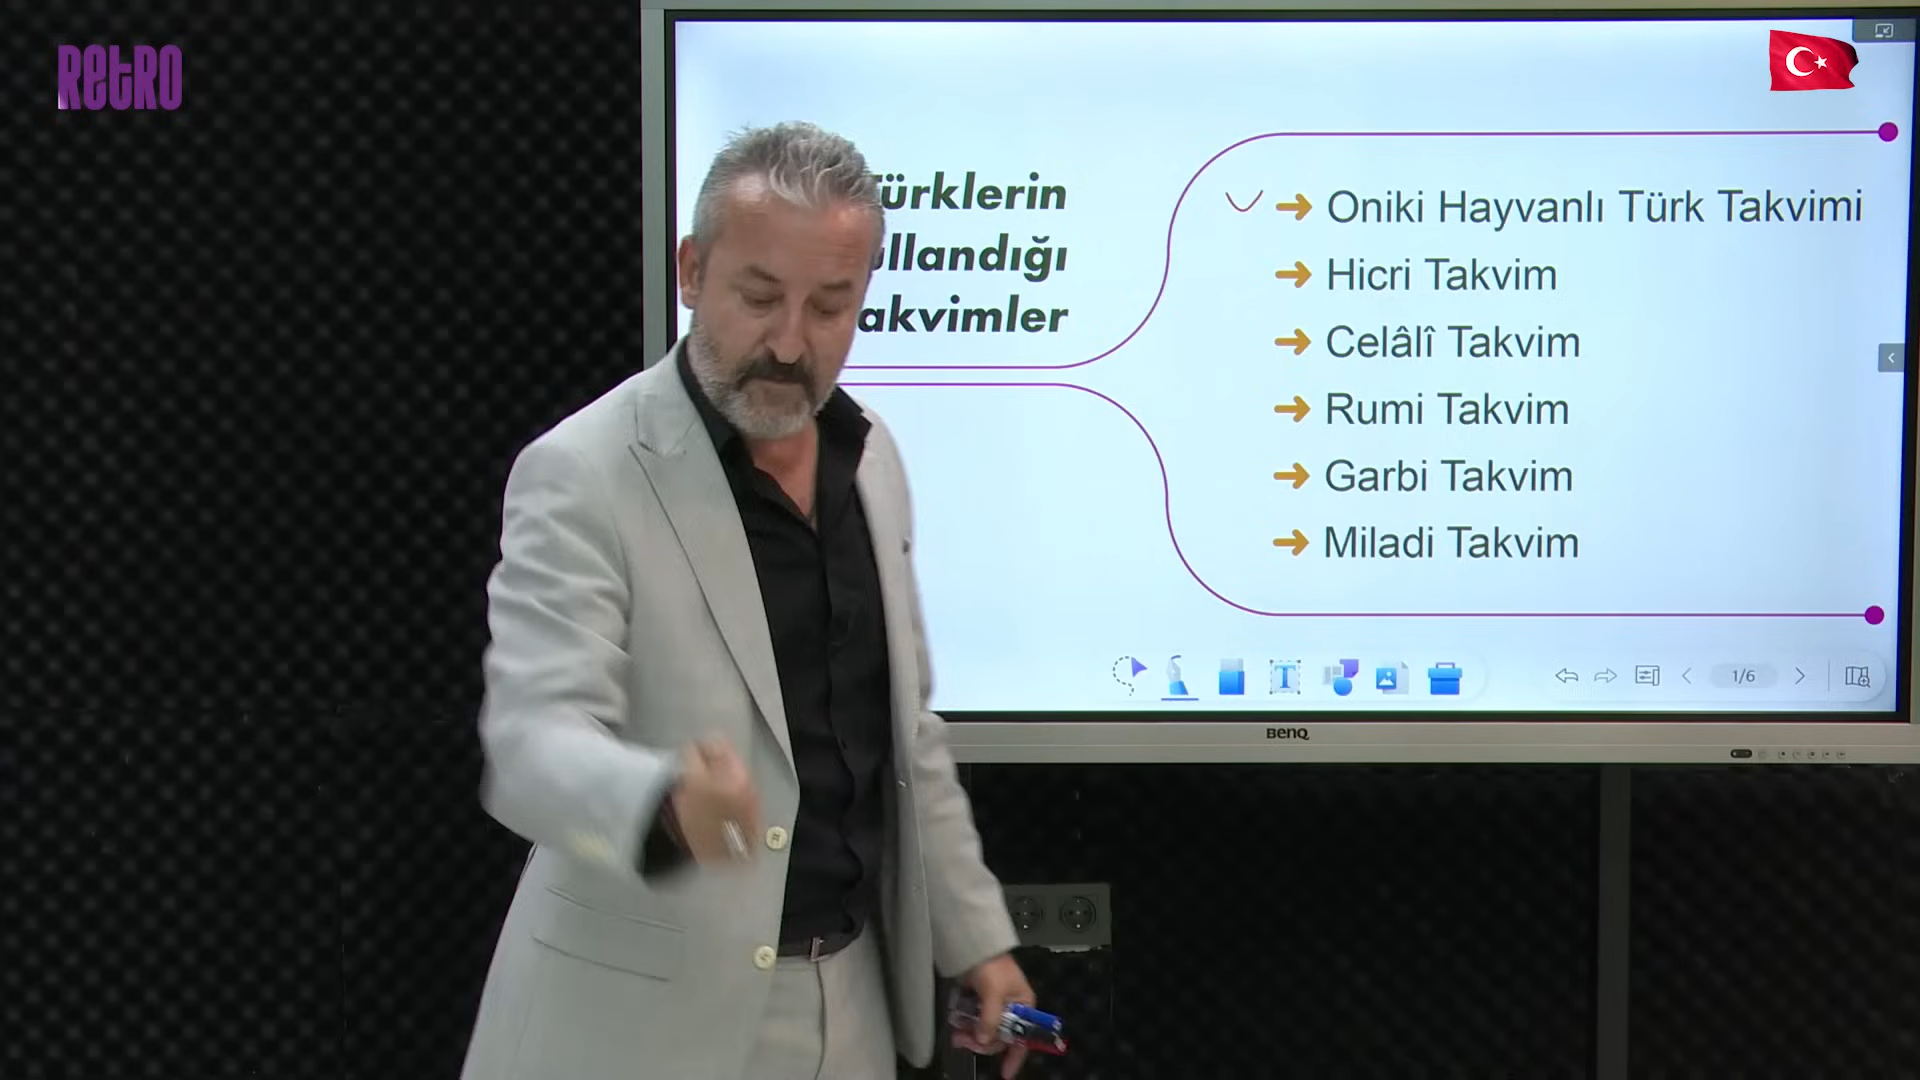 RETRO
ürklerin
llandığı
akvimler
Oniki Hayvanlı Türk Takvimi
Hicri Takvim
Celâlî Takvim
Rumi Takvim
Garbi Takvim
Miladi Takvim
T
1/6
BenQ